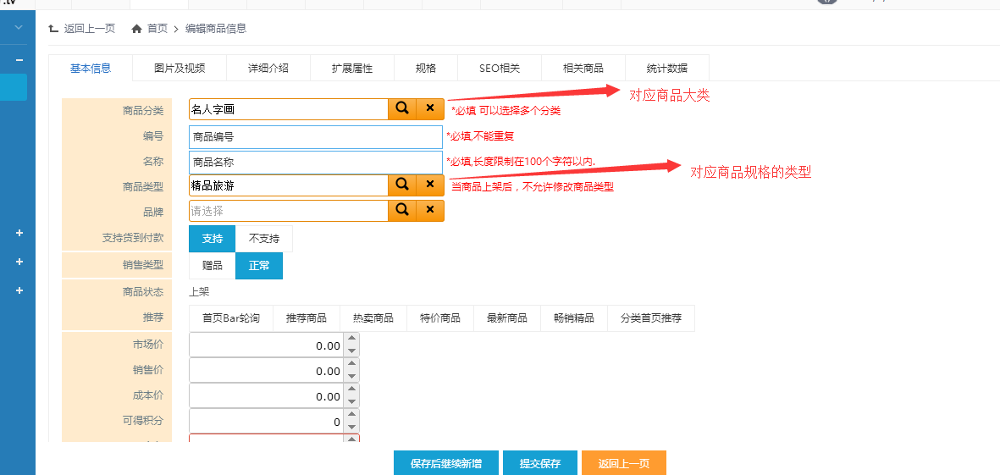 .tv
返回上一页 首页 编辑商品信息
基本信息 图片及视频 详细介绍 扩展属性 规格 SEO相关 相关商品 统计数据
对应商品大类
商品分类 名人字画 *必填 可以选择多个分类
编号 商品编号 *必填,不能重复
名称 商品名称 *必填,长度限制在100个字符以内.
对应商品规格的类型
商品类型 精品旅游 当商品上架后，不允许修改商品类型
品牌 请选择
支持货到付款 支持 不支持
销售类型 赠品 正常
商品状态 上架
推荐 首页Bar轮询 推荐商品 热卖商品 特价商品 最新商品 畅销精品 分类首页推荐
市场价 0.00
销售价 0.00
成本价 0.00
可得积分 0
保存后继续新增 提交保存 返回上一页